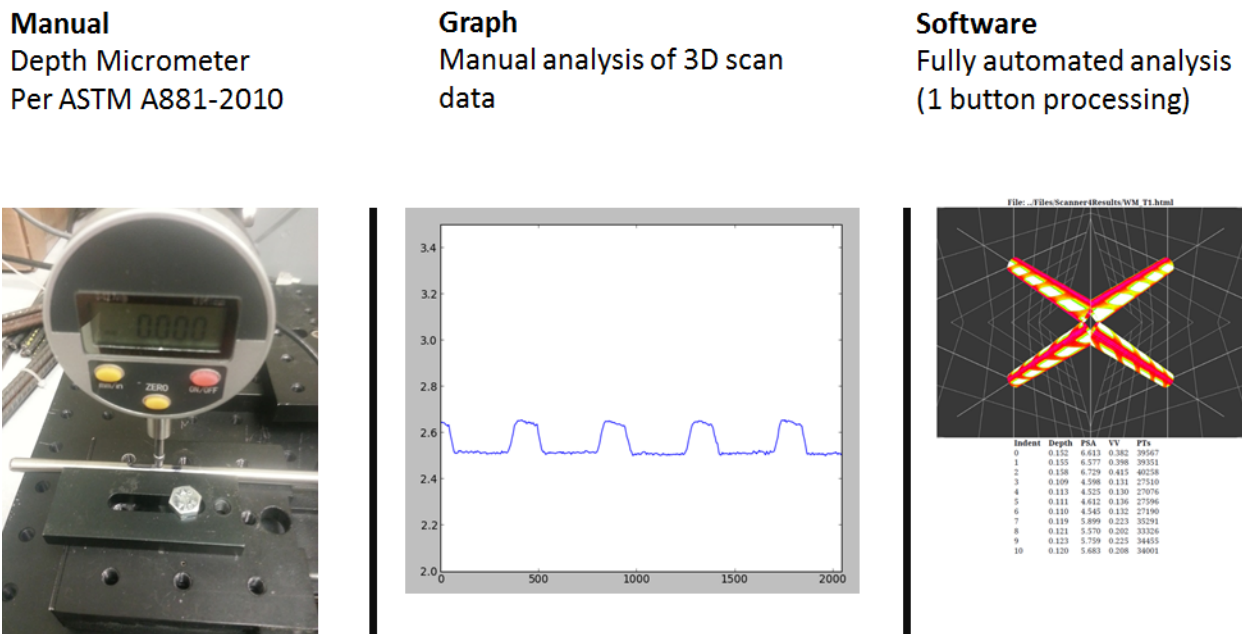 Manual
Depth Micrometer
Per ASTM A881-2010
Graph
Manual analysis of 3D scan
data
Software
Fully automated analysis
(1 button processing)
0.000
mm/in
ZERO
ON/OFF
3.4
3.2
3.0
2.8
2.6
2.4
2.2
2.0
0 500 1000 1500 2000
File: ../Files/Scanner4Results/WM_T1.html
Indent Depth PSA VV PTs
0 0.152 6.613 0.382 39567
1 0.155 6.577 0.398 39351
2 0.158 6.729 0.415 40258
3 0.109 4.598 0.131 27510
4 0.113 4.525 0.130 27076
5 0.111 4.612 0.136 27596
6 0.110 4.545 0.132 27190
7 0.119 5.899 0.223 35291
8 0.121 5.570 0.202 33326
9 0.123 5.759 0.225 34455
10 0.120 5.683 0.208 34001